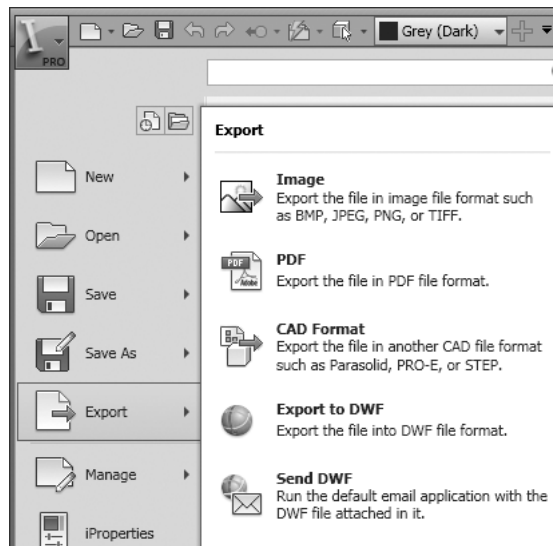 PRO
Grey (Dark)
Export
New
Open
Save
Save As
Export
Manage
iProperties
Image
Export the file in image file format such
as BMP, JPEG, PNG, or TIFF.
PDF
PDF
Adobe
Export the file in PDF file format.
CAD Format
Export the file in another CAD file format
such as Parasolid, PRO-E, or STEP.
Export to DWF
Export the file into DWF file format.
Send DWF
Run the default email application with the
DWF file attached in it.